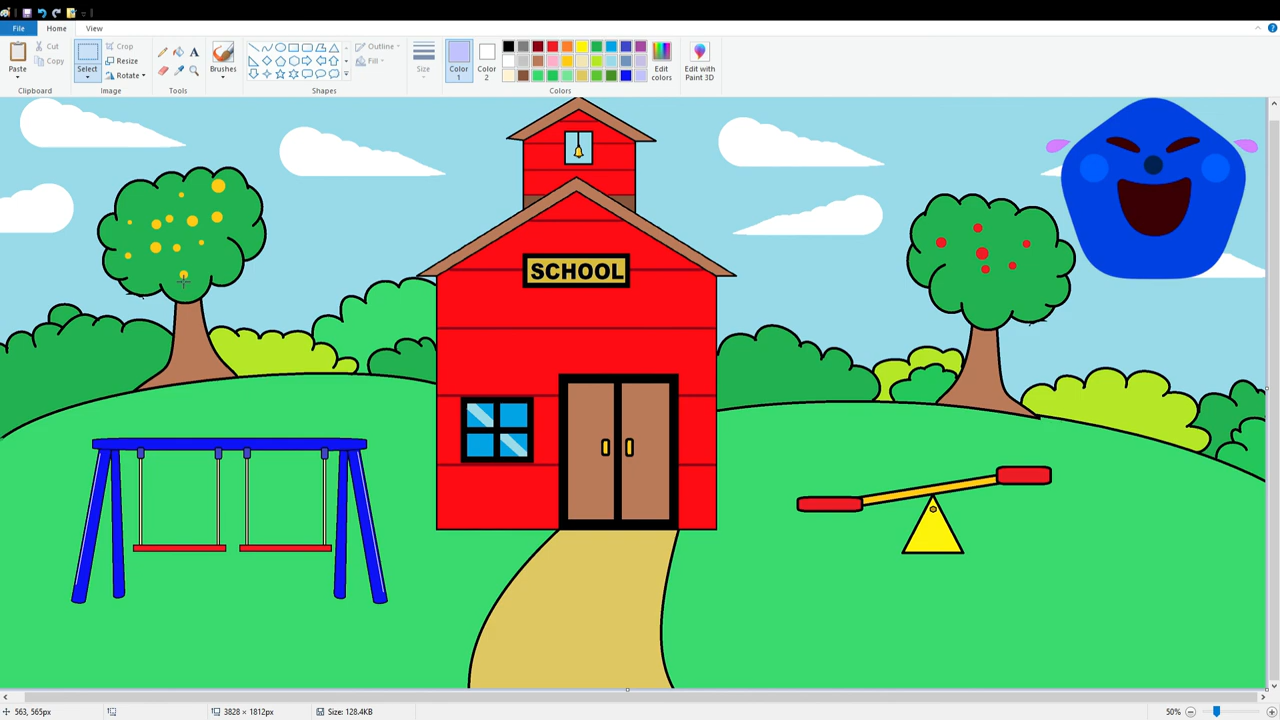 File
Home
View
Paste
Cut
Copy
Clipboard
Select
Crop
Resize
Rotate
Image
A
Tools
Brushes
Outline
Fill
Shapes
Size
Color
1
Color
2
Edit
colors
Colors
Edit with
Paint 3D
SCHOOL
563, 565px
3828 × 1812px
Size: 128.4KB
50%